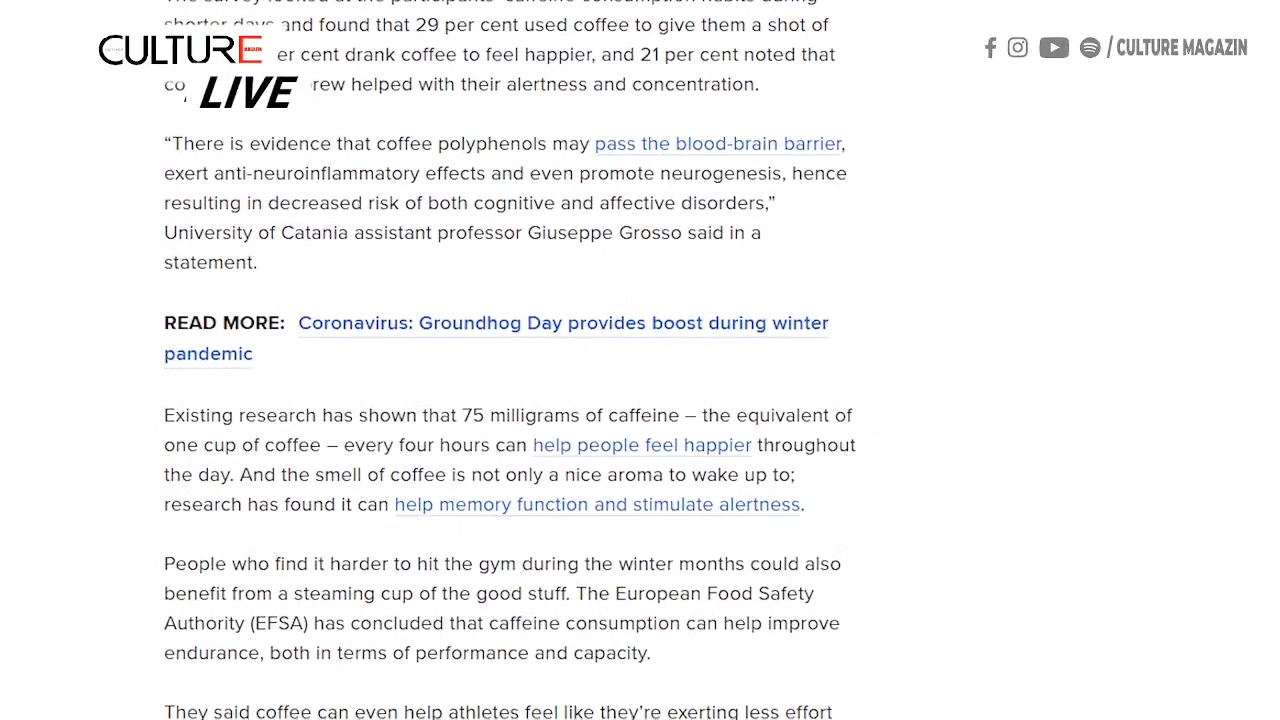 and found that 29 per cent used coffee to give them a shot of
CULTURE
per cent drank coffee to feel happier, and 21 per cent noted that
LIVE
helped with their alertness and concentration.
/ CULTURE MAGAZIN
“There is evidence that coffee polyphenols may pass the blood-brain barrier,
exert anti-neuroinflammatory effects and even promote neurogenesis, hence
resulting in decreased risk of both cognitive and affective disorders,”
University of Catania assistant professor Giuseppe Grosso said in a
statement.
READ MORE: Coronavirus: Groundhog Day provides boost during winter
pandemic
Existing research has shown that 75 milligrams of caffeine – the equivalent of
one cup of coffee – every four hours can help people feel happier throughout
the day. And the smell of coffee is not only a nice aroma to wake up to;
research has found it can help memory function and stimulate alertness.
People who find it harder to hit the gym during the winter months could also
benefit from a steaming cup of the good stuff. The European Food Safety
Authority (EFSA) has concluded that caffeine consumption can help improve
endurance, both in terms of performance and capacity.
They said coffee can even help athletes feel like they’re exerting less effort